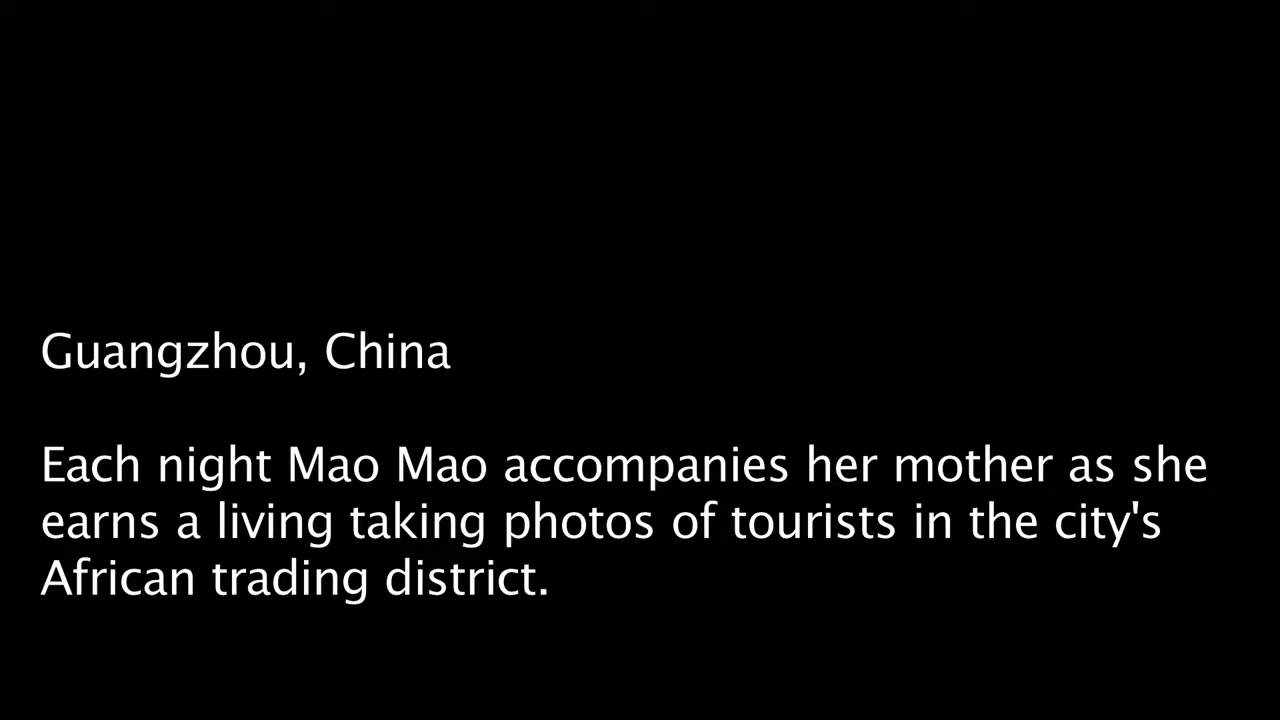 Guangzhou, China
Each night Mao Mao accompanies her mother as she
earns a living taking photos of tourists in the city's
African trading district.